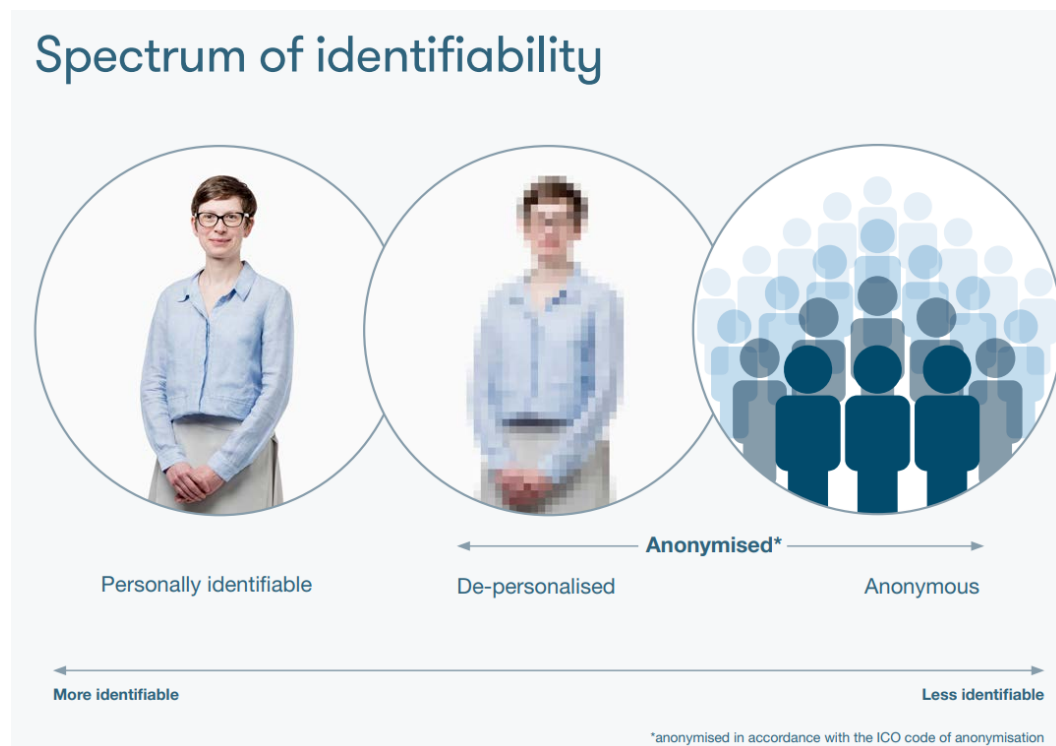 Spectrum of identifiability
Anonymised*
Personally identifiable
De-personalised
Anonymous
More identifiable
Less identifiable
*anonymised in accordance with the ICO code of anonymisation